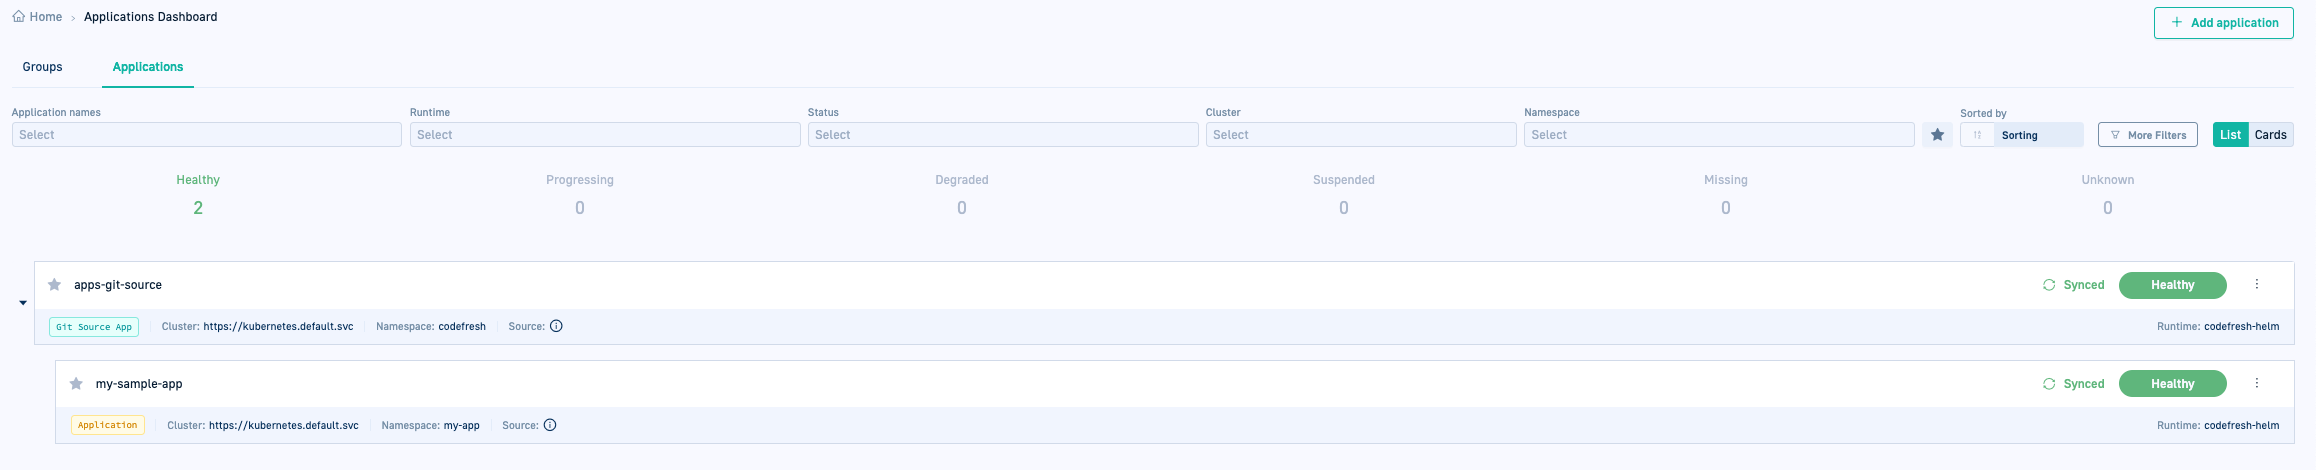 Home > Applications Dashboard
+ Add application
Groups Applications
Application names Runtime Status Cluster Namespace Sorted by
Select Select Select Select Select Sorting More Filters List Cards
Healthy Progressing Degraded Suspended Missing Unknown
2 0 0 0 0 0
apps-git-source Synced Healthy
Git Source App Cluster: https://kubernetes.default.svc Namespace: codefresh Source: Runtime: codefresh-helm
my-sample-app Synced Healthy
Application Cluster: https://kubernetes.default.svc Namespace: my-app Source: Runtime: codefresh-helm